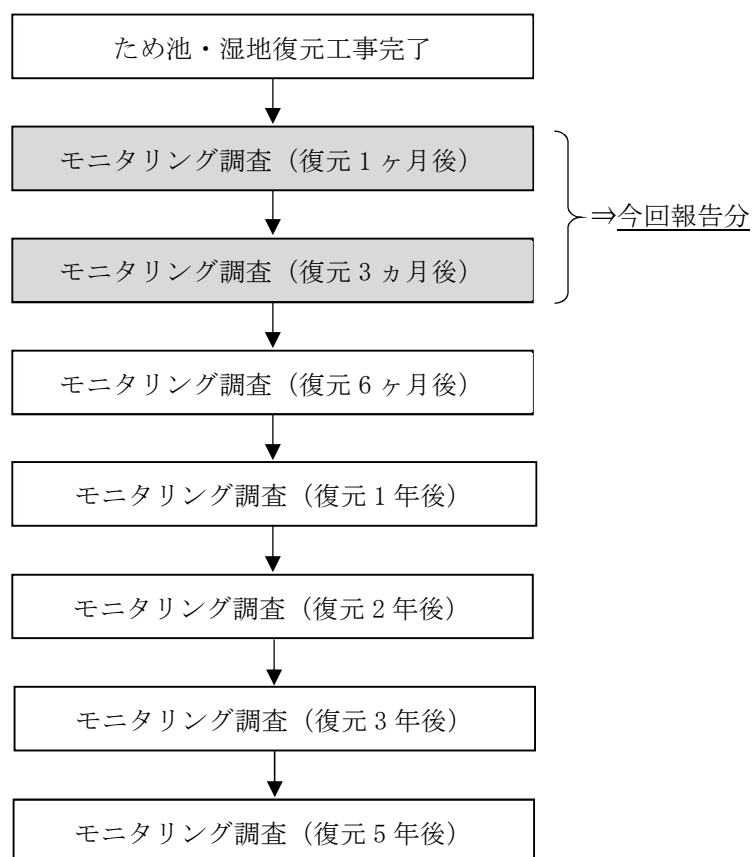 ため池・湿地復元工事完了
モニタリング調査（復元1ヶ月後）
⇒今回報告分
モニタリング調査（復元3ヵ月後）
モニタリング調査（復元6ヶ月後）
モニタリング調査（復元1年後）
モニタリング調査（復元2年後）
モニタリング調査（復元3年後）
モニタリング調査（復元5年後）